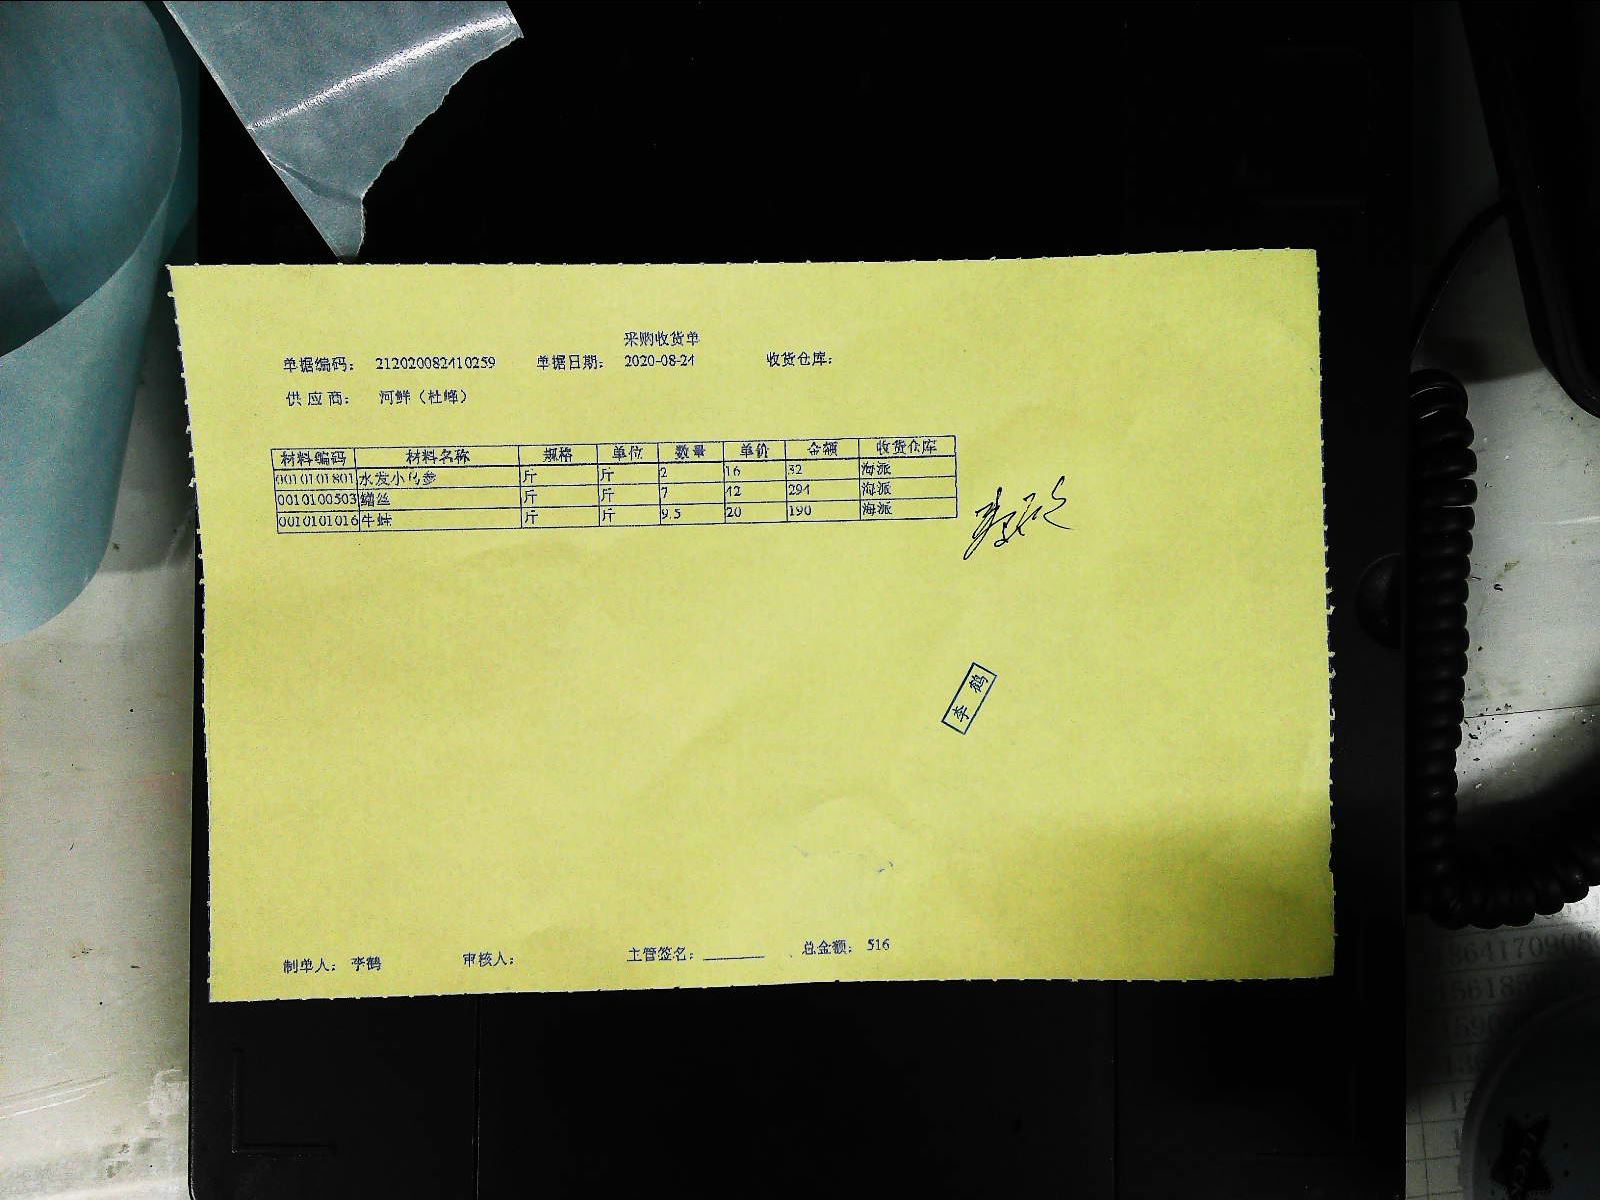 采购收货单
单据编码： 212020082410259 单据日期： 2020-08-24 收货仓库：
供应商： 河鲜（杜峰）
材料编码 材料名称 规格 单位 数量 单价 金额 收货仓库
0010101801 水发小乌参 斤 斤 2 16 32 海派
0010100503 鳝丝 斤 斤 7 42 294 海派
0010101016 牛蛙 斤 斤 9.5 20 190 海派
李鹤
制单人： 李鹤 审核人： 主管签名： 总金额： 516